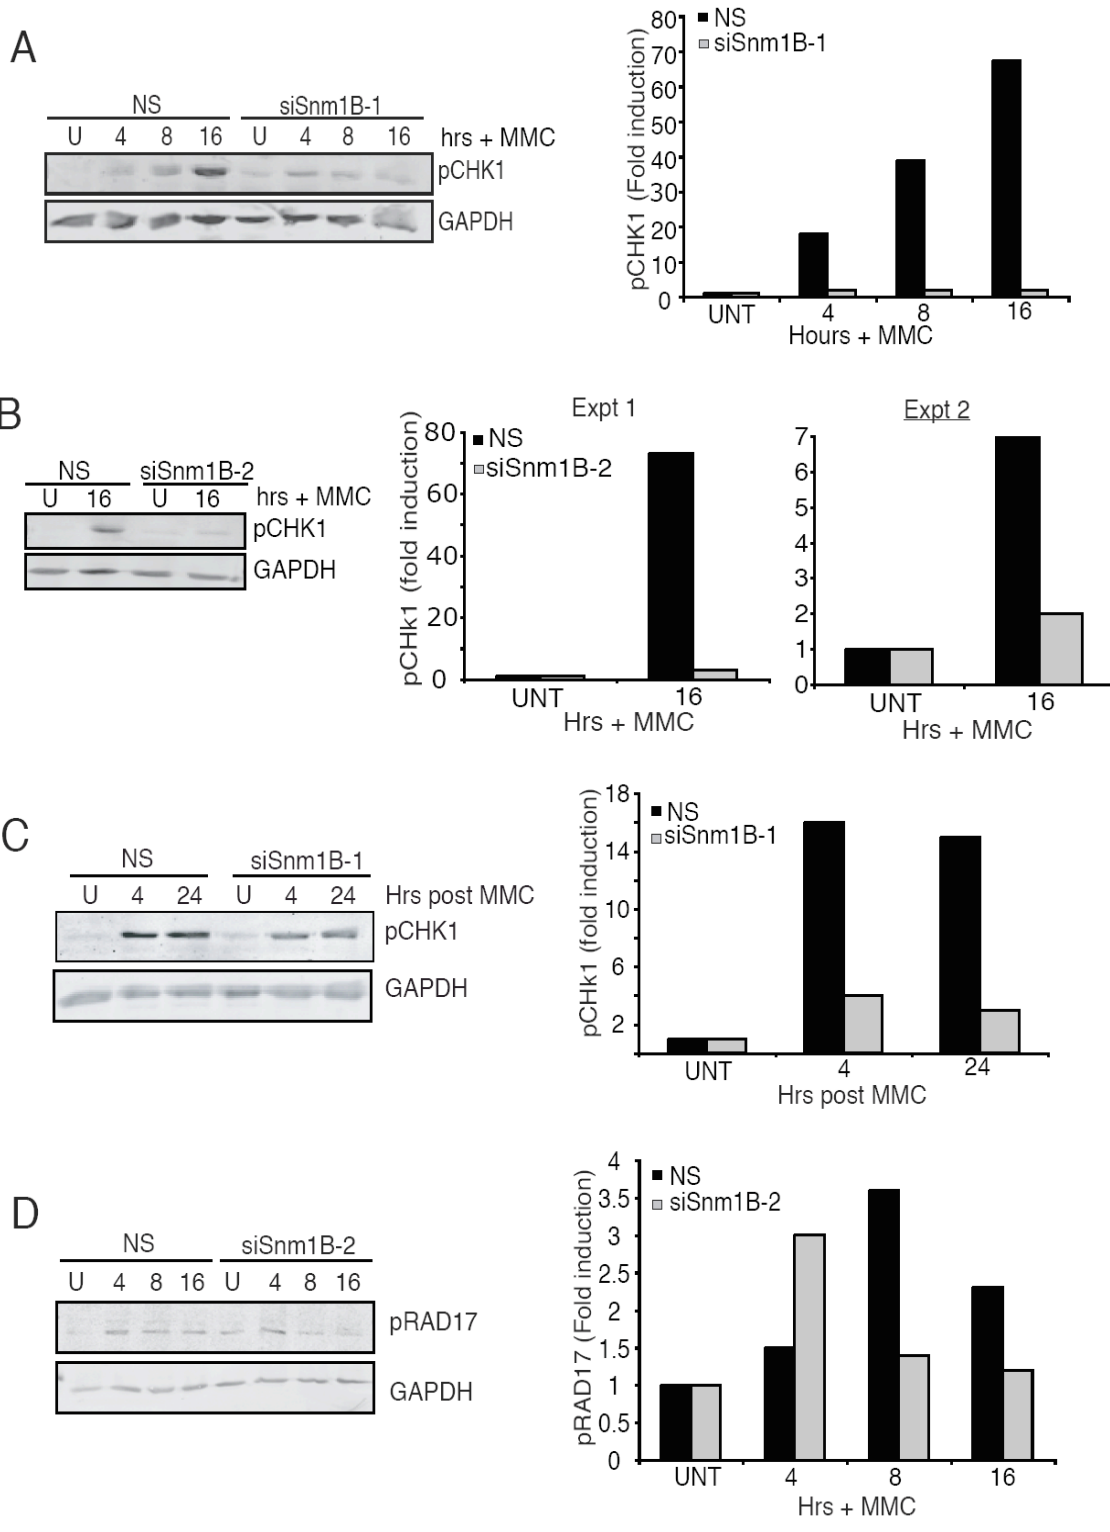 A
NS siSnm1B-1
U 4 8 16 U 4 8 16 hrs + MMC
pCHK1
GAPDH
pCHK1 (Fold induction)
80
70
60
50
40
30
20
10
0
NS
siSnm1B-1
UNT 4 8 16
Hours + MMC
B
NS siSnm1B-2
U 16 U 16 hrs + MMC
pCHK1
GAPDH
Expt 1
pCHk1 (fold induction)
80
60
40
20
0
NS
siSnm1B-2
UNT 16
Hrs + MMC
Expt 2
7
6
5
4
3
2
1
0
UNT 16
Hrs + MMC
C
NS siSnm1B-1
U 4 24 U 4 24 Hrs post MMC
pCHK1
GAPDH
pCHk1 (fold induction)
18
14
10
6
2
NS
siSnm1B-1
UNT 4 24
Hrs post MMC
D
NS siSnm1B-2
U 4 8 16 U 4 8 16
pRAD17
GAPDH
pRAD17 (Fold induction)
4
3.5
3
2.5
2
1.5
1
0.5
0
NS
siSnm1B-2
UNT 4 8 16
Hrs + MMC